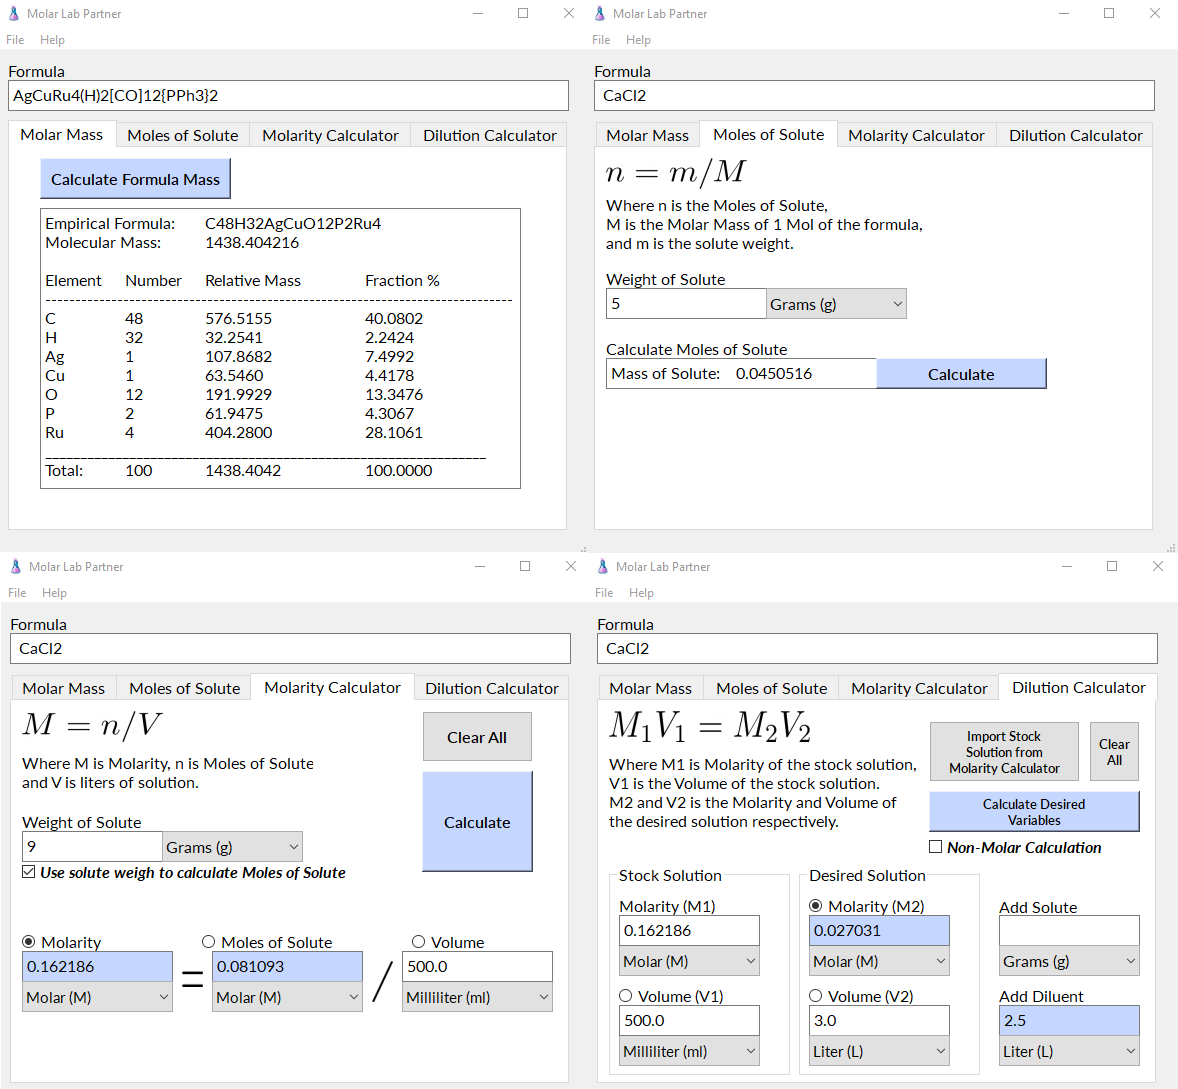 Molar Lab Partner
File Help
Formula
AgCuRu4(H)2[CO]12{PPh3}2
Molar Mass Moles of Solute Molarity Calculator Dilution Calculator
Calculate Formula Mass
Empirical Formula: C48H32AgCuO12P2Ru4
Molecular Mass: 1438.404216
Element Number Relative Mass Fraction %
C 48 576.5155 40.0802
H 32 32.2541 2.2424
Ag 1 107.8682 7.4992
Cu 1 63.5460 4.4178
O 12 191.9929 13.3476
P 2 61.9475 4.3067
Ru 4 404.2800 28.1061
Total: 100 1438.4042 100.0000
Molar Lab Partner
File Help
Formula
CaCl2
Molar Mass Moles of Solute Molarity Calculator Dilution Calculator
n = m/M
Where n is the Moles of Solute,
M is the Molar Mass of 1 Mol of the formula,
and m is the solute weight.
Weight of Solute
5 Grams (g)
Calculate Moles of Solute
Mass of Solute: 0.0450516 Calculate
Molar Lab Partner
File Help
Formula
CaCl2
Molar Mass Moles of Solute Molarity Calculator Dilution Calculator
M = n/V
Clear All
Where M is Molarity, n is Moles of Solute
and V is liters of solution.
Calculate
Weight of Solute
9 Grams (g)
Use solute weigh to calculate Moles of Solute
Molarity Moles of Solute Volume
0.162186 = 0.081093 / 500.0
Molar (M) Molar (M) Milliliter (ml)
Molar Lab Partner
File Help
Formula
CaCl2
Molar Mass Moles of Solute Molarity Calculator Dilution Calculator
M1V1 = M2V2
Where M1 is Molarity of the stock solution,
V1 is the Volume of the stock solution.
M2 and V2 is the Molarity and Volume of
the desired solution respectively.
Import Stock
Solution from
Molarity Calculator
Clear
All
Calculate Desired
Variables
Non-Molar Calculation
Stock Solution
Molarity (M1)
0.162186
Molar (M)
Volume (V1)
500.0
Milliliter (ml)
Desired Solution
Molarity (M2)
0.027031
Molar (M)
Volume (V2)
3.0
Liter (L)
Add Solute
Grams (g)
Add Diluent
2.5
Liter (L)